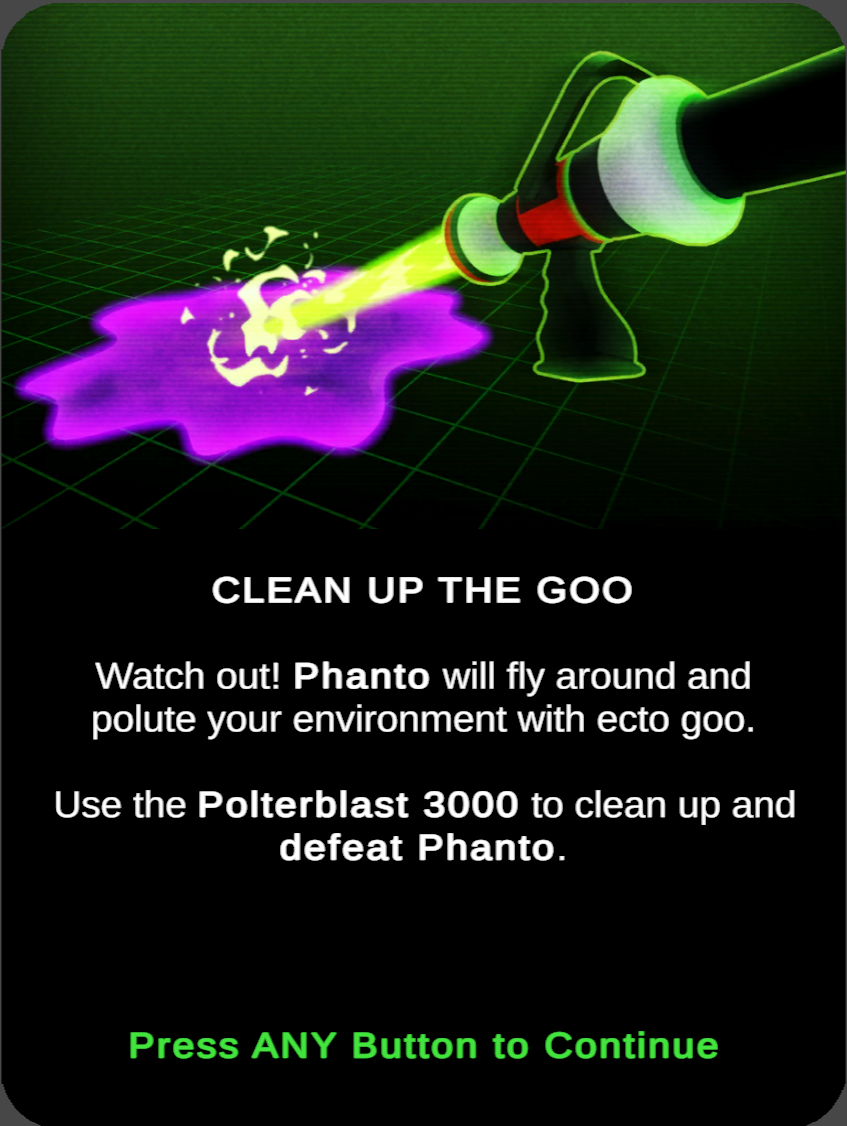 CLEAN UP THE GOO
Watch out! Phanto will fly around and
polute your environment with ecto goo.
Use the Polterblast 3000 to clean up and
defeat Phanto.
Press ANY Button to Continue